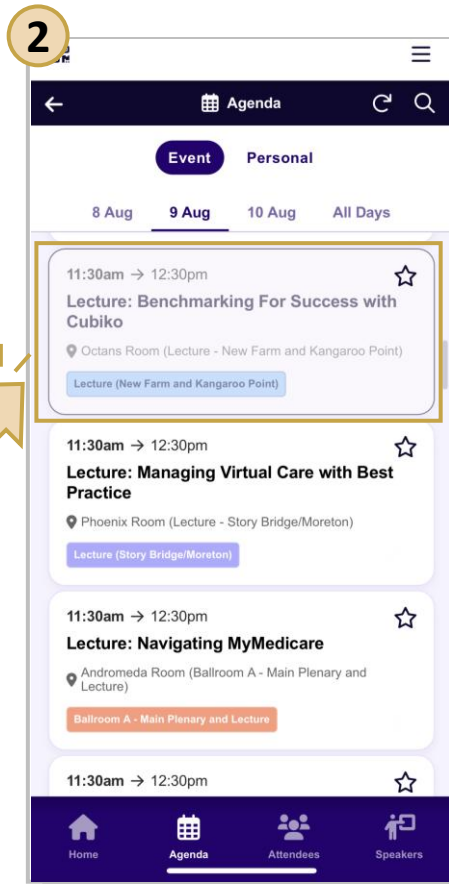 2
Agenda
Event Personal
8 Aug 9 Aug 10 Aug All Days
11:30am → 12:30pm
Lecture: Benchmarking For Success with
Cubiko
Octans Room (Lecture - New Farm and Kangaroo Point)
Lecture (New Farm and Kangaroo Point)
11:30am → 12:30pm
Lecture: Managing Virtual Care with Best
Practice
Phoenix Room (Lecture - Story Bridge/Moreton)
Lecture (Story Bridge/Moreton)
11:30am → 12:30pm
Lecture: Navigating MyMedicare
Andromeda Room (Ballroom A - Main Plenary and
Lecture)
Ballroom A - Main Plenary and Lecture
11:30am → 12:30pm
Home Agenda Attendees Speakers